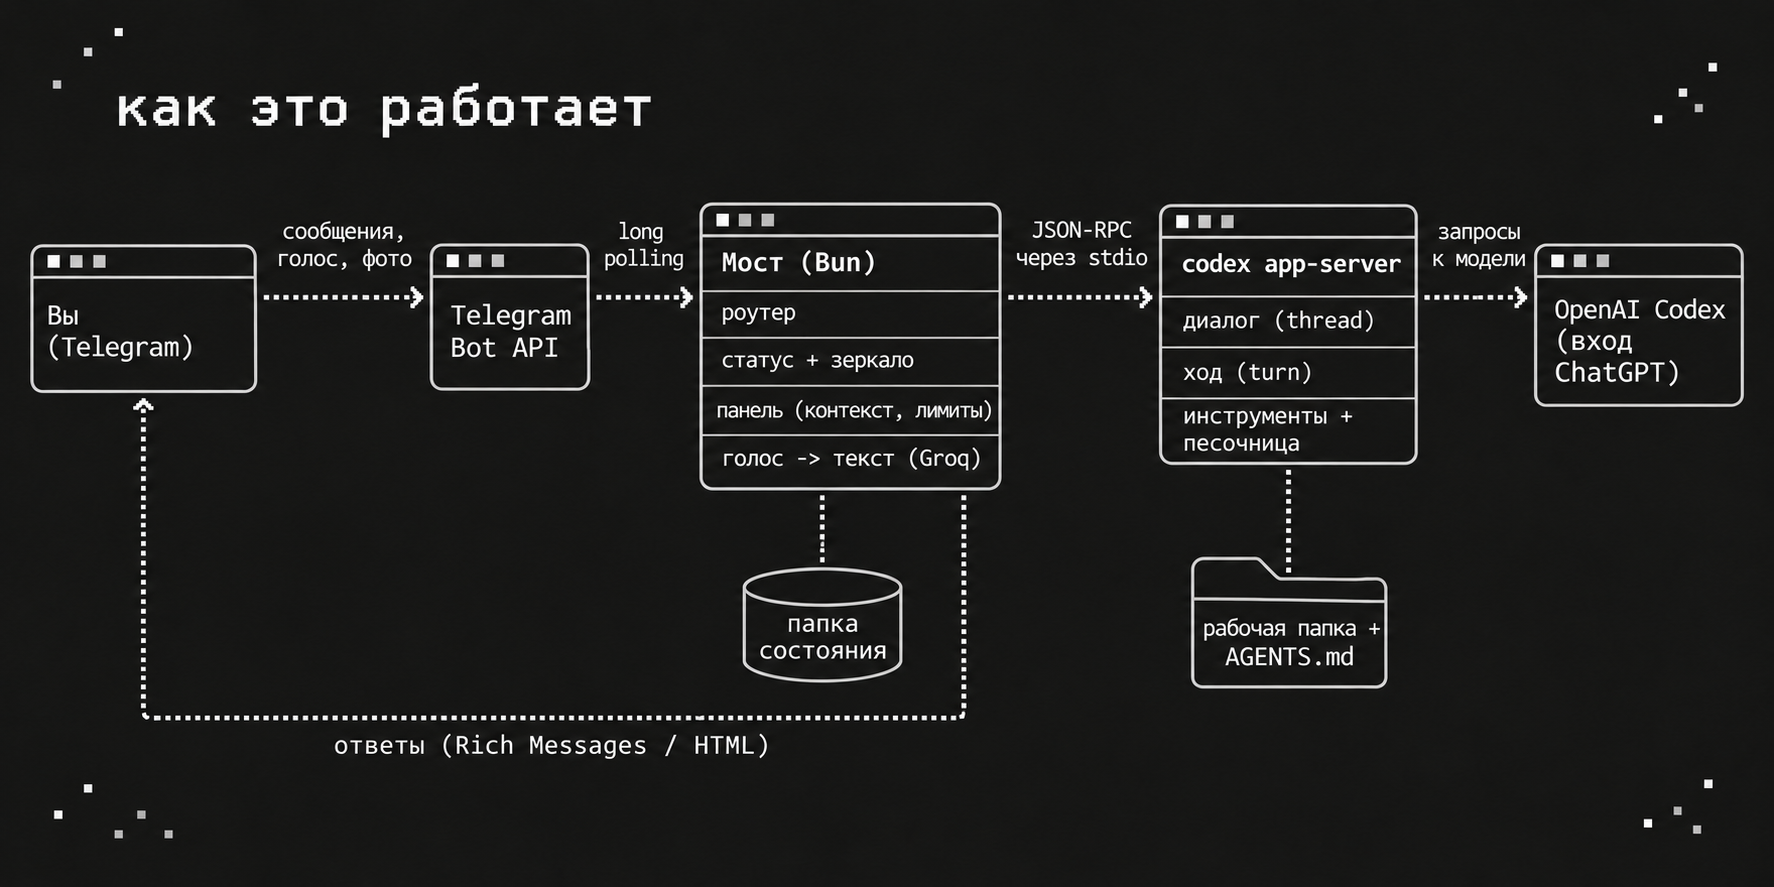 как это работает
Вы
(Telegram)
сообщения,
голос, фото
Telegram
Bot API
long
polling
Мост (Bun)
роутер
статус + зеркало
панель (контекст, лимиты)
голос -> текст (Groq)
JSON-RPC
через stdio
codex app-server
диалог (thread)
ход (turn)
инструменты +
песочница
запросы
к модели
OpenAI Codex
(вход
ChatGPT)
папка
состояния
рабочая папка +
AGENTS.md
ответы (Rich Messages / HTML)